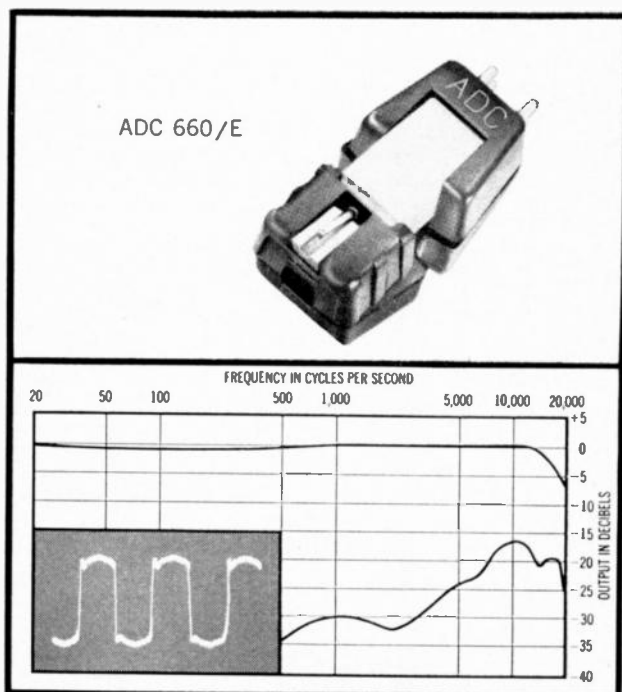 ADC 660/E
ADC
FREQUENCY IN CYCLES PER SECOND
20 50 100 500 1,000 5,000 10,000 20,000
+5
0
-5
-10
-15
-20
-25
-30
-35
-40
OUTPUT IN DECIBELS